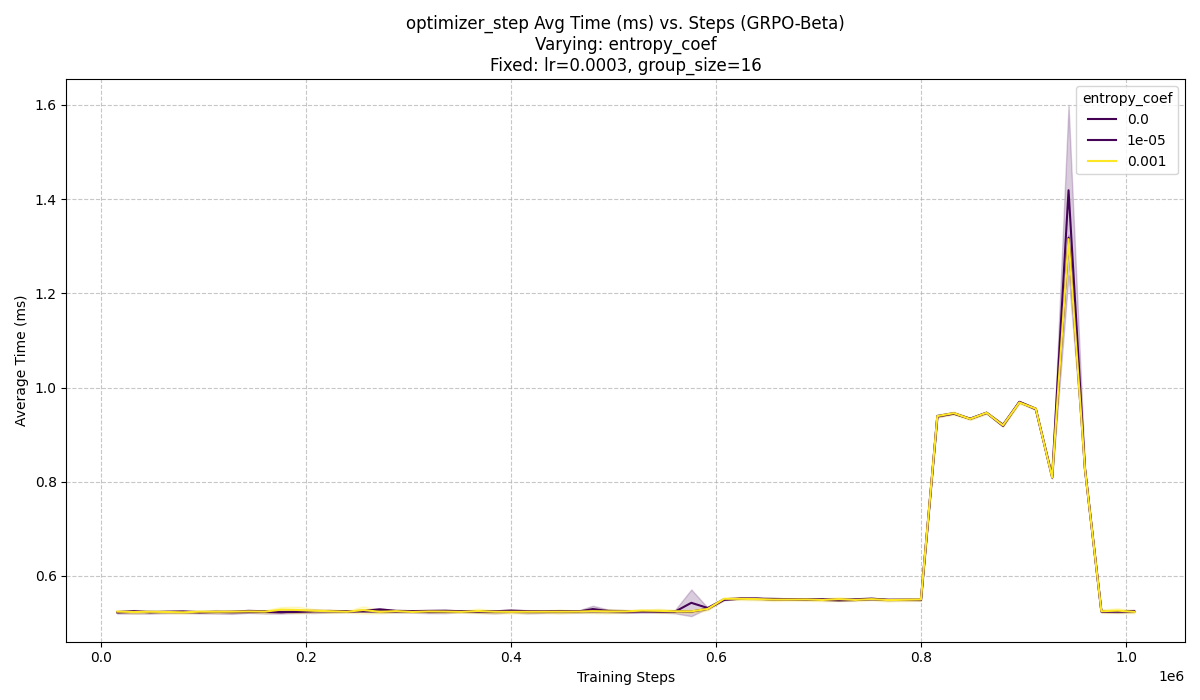 optimizer_step Avg Time (ms) vs. Steps (GRPO-Beta)
Varying: entropy_coef
Fixed: lr=0.0003, group_size=16
entropy_coef
0.0
1e-05
0.001
Average Time (ms)
1.6
1.4
1.2
1.0
0.8
0.6
0.0
0.2
0.4
0.6
0.8
1.0
1e6
Training Steps